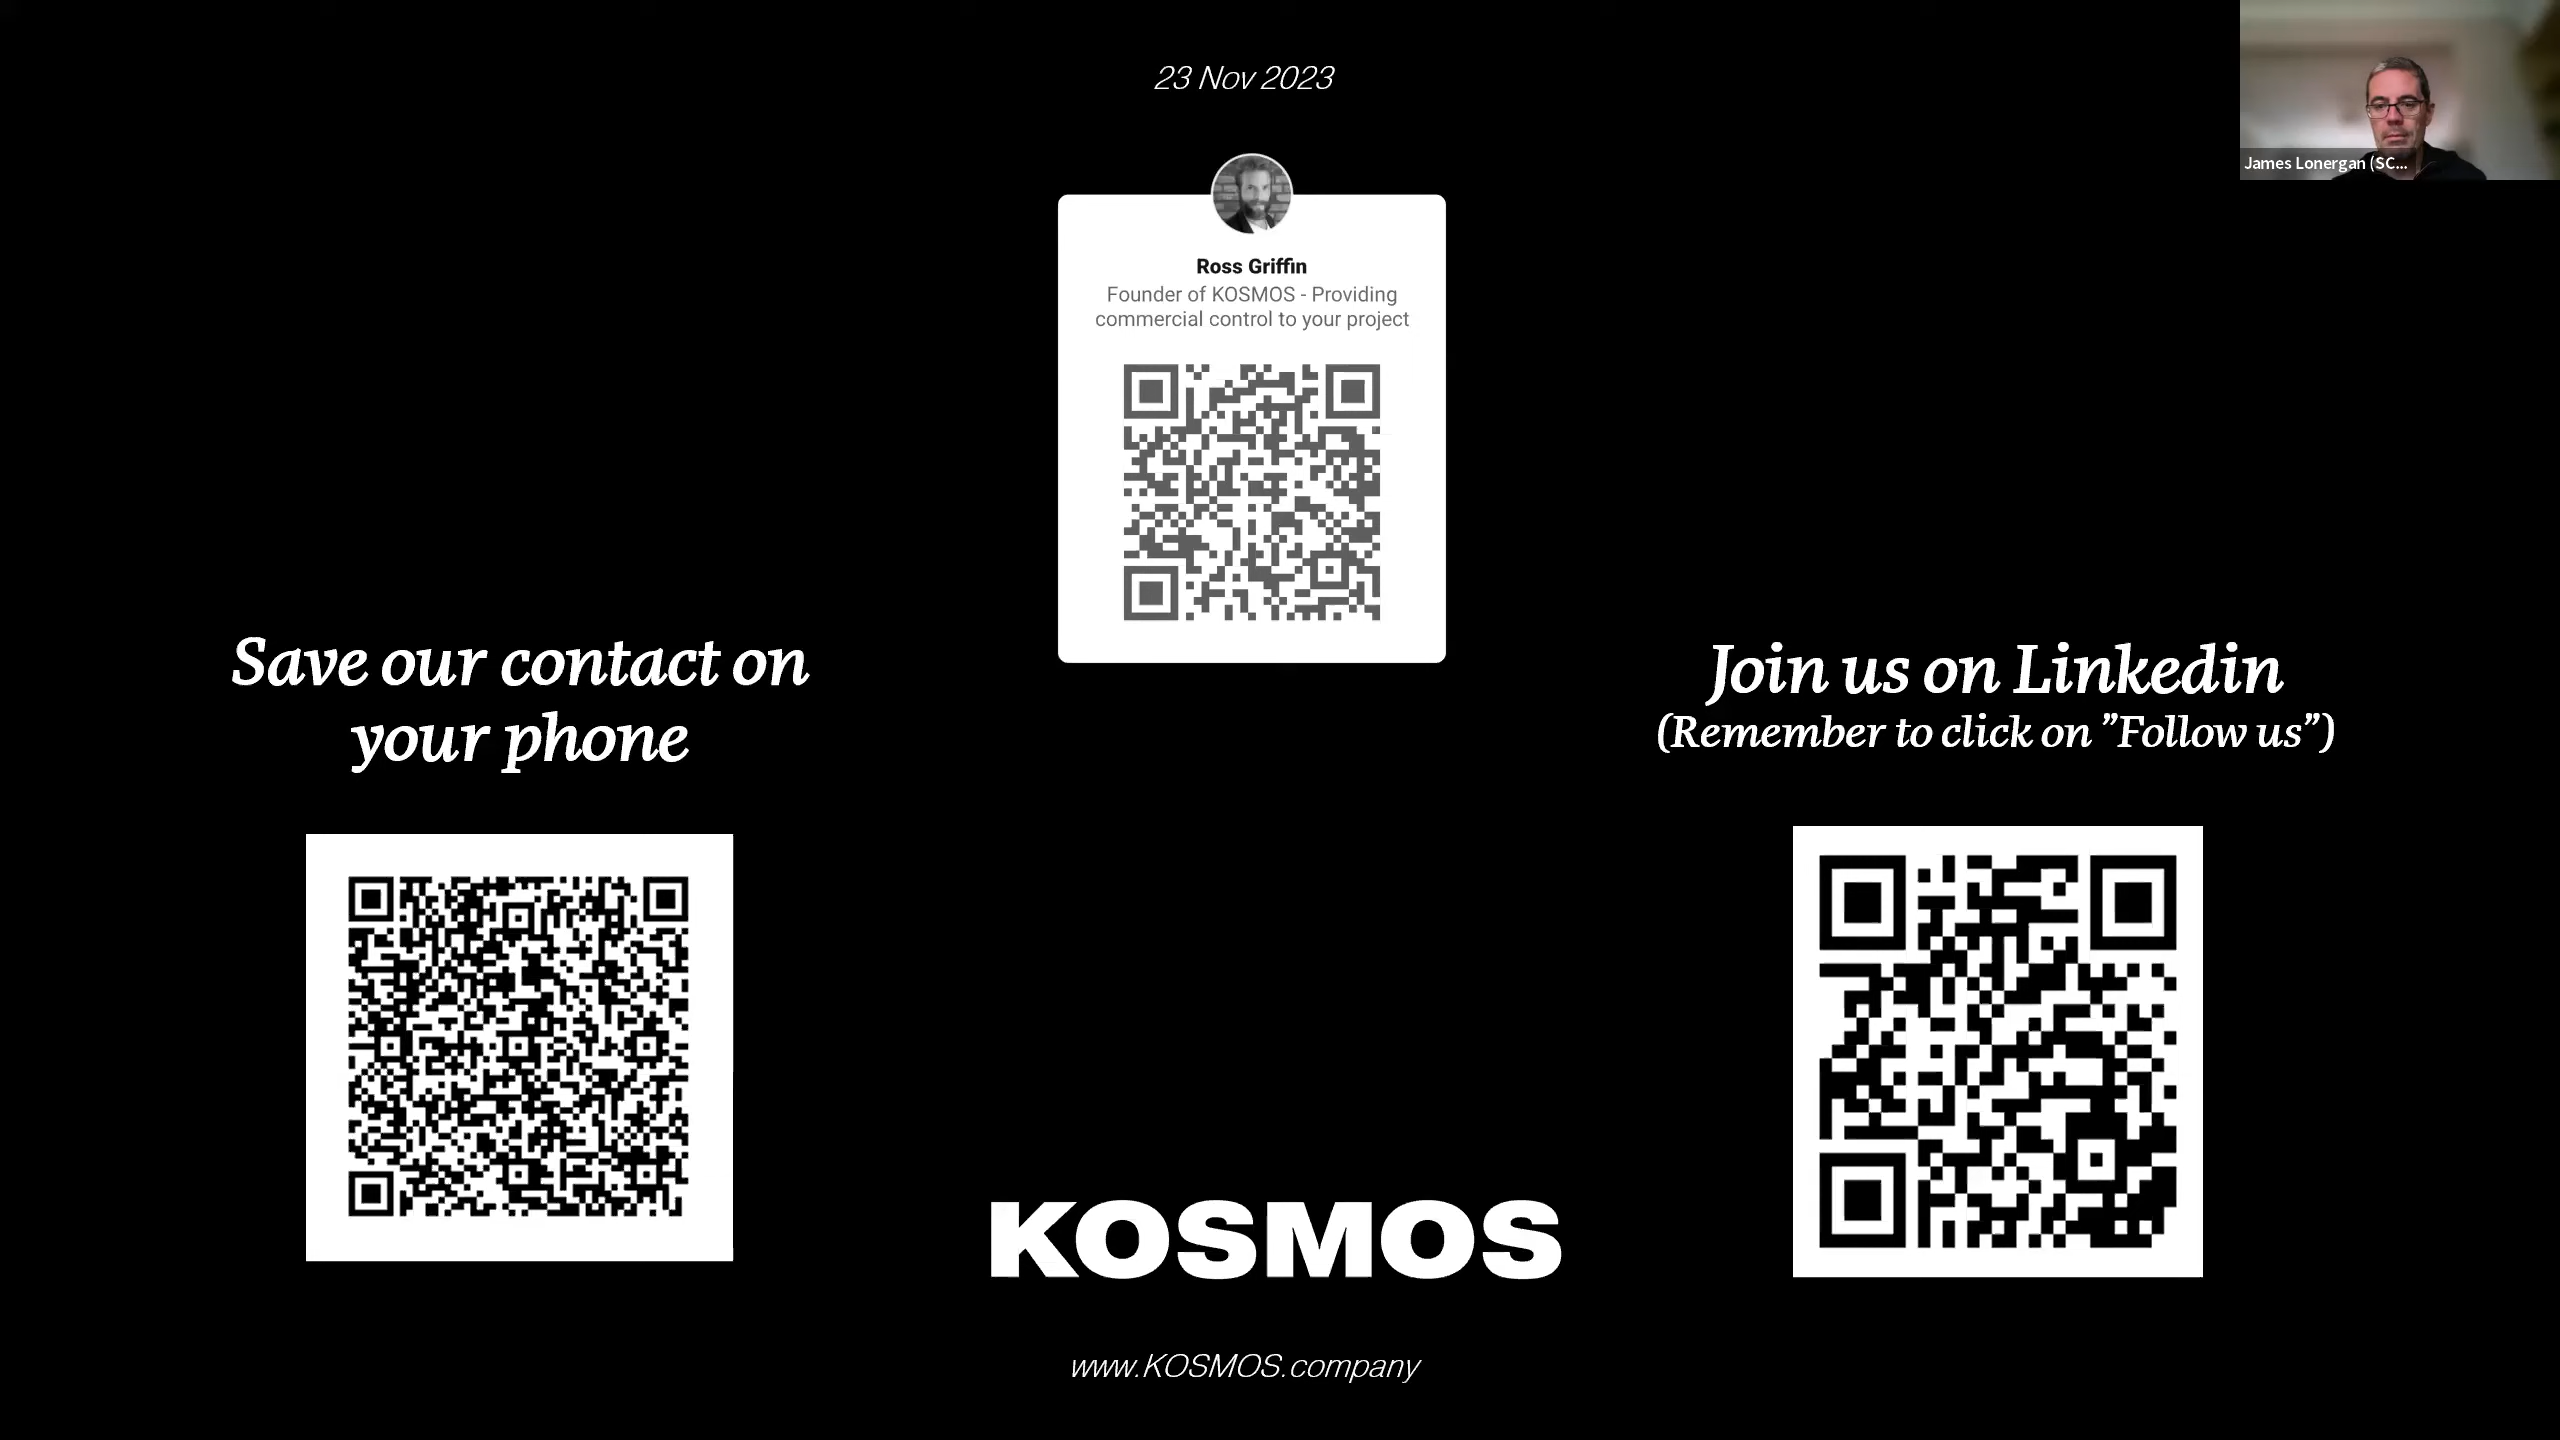 23 Nov 2023
James Lonergan (SC...
Ross Griffin
Founder of KOSMOS - Providing
commercial control to your project
Save our contact on
your phone
Join us on Linkedin
(Remember to click on ”Follow us”)
KOSMOS
www.KOSMOS.company